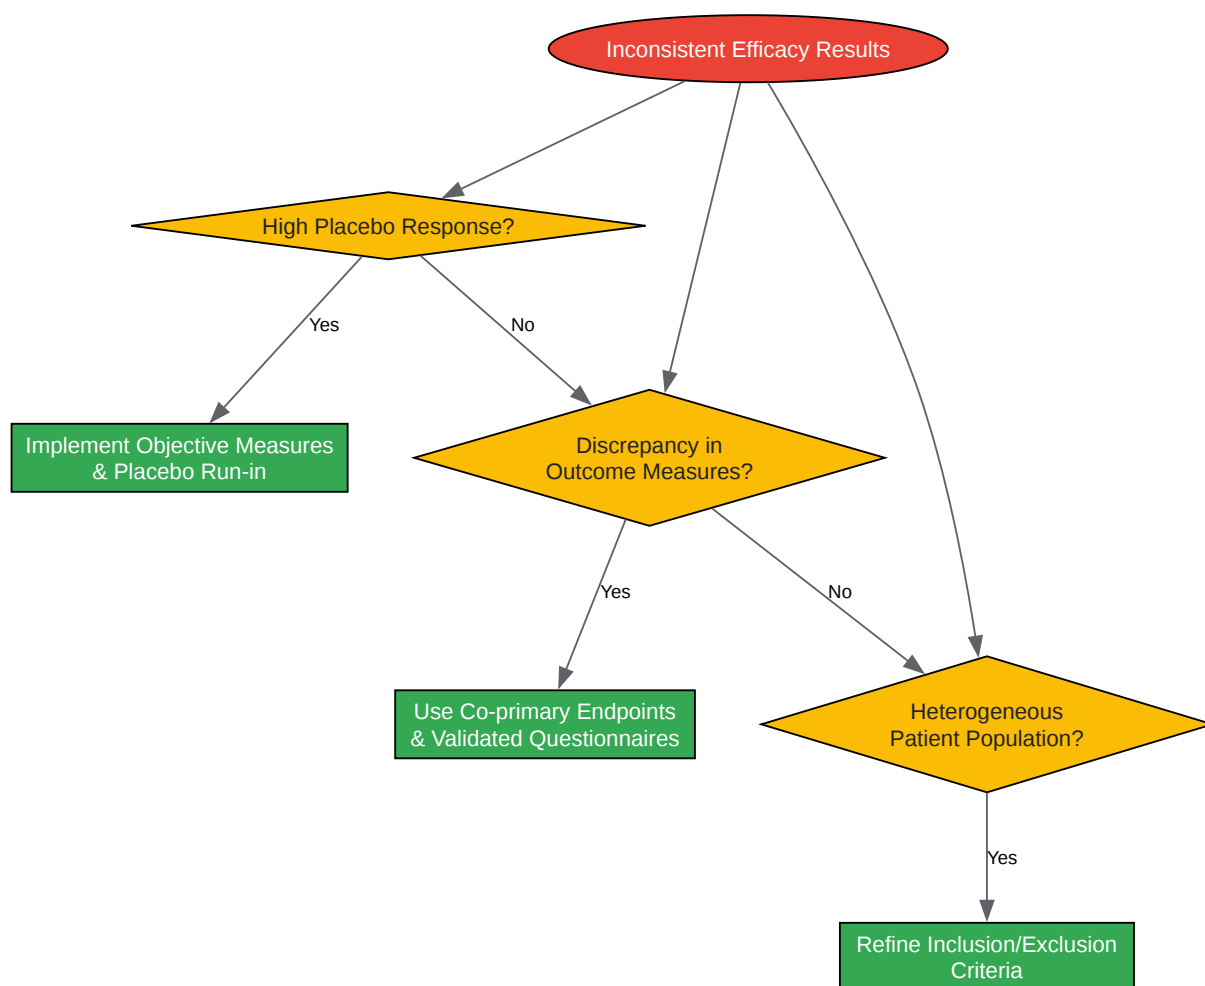 Inconsistent Efficacy Results
High Placebo Response?
Yes
No
Implement Objective Measures
& Placebo Run-in
Discrepancy in
Outcome Measures?
Yes
No
Use Co-primary Endpoints
& Validated Questionnaires
Heterogeneous
Patient Population?
Yes
Refine Inclusion/Exclusion
Criteria